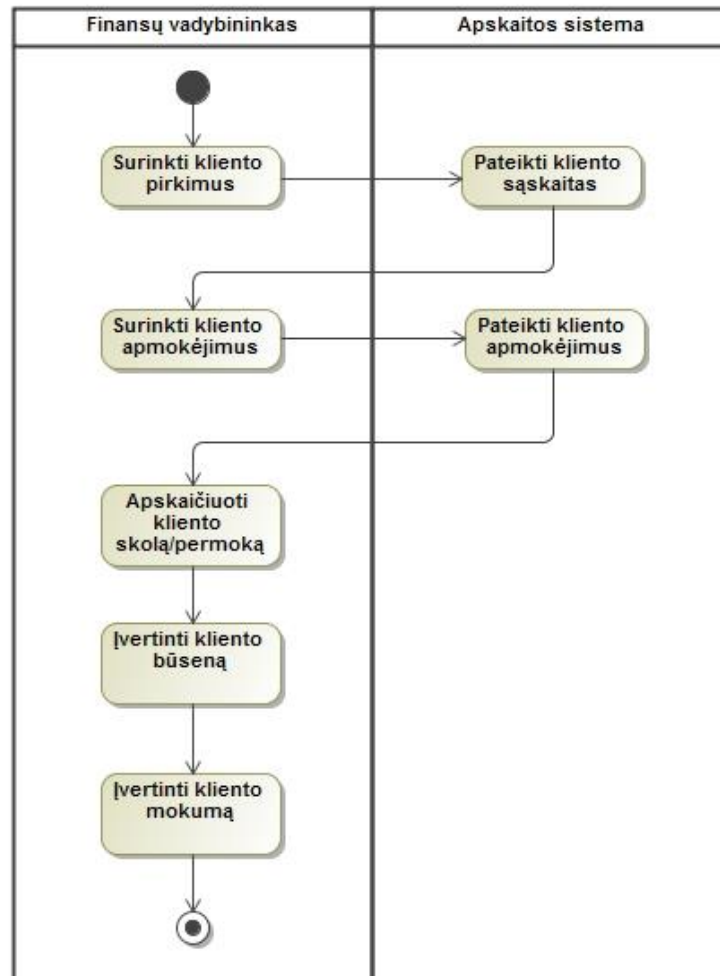 Finansų vadybininkas
Apskaitos sistema
Surinkti kliento
pirkimus
Pateikti kliento
sąskaitas
Surinkti kliento
apmokėjimus
Pateikti kliento
apmokėjimus
Apskaičiuoti
kliento
skolą/permoką
Įvertinti kliento
būseną
Įvertinti kliento
mokumą